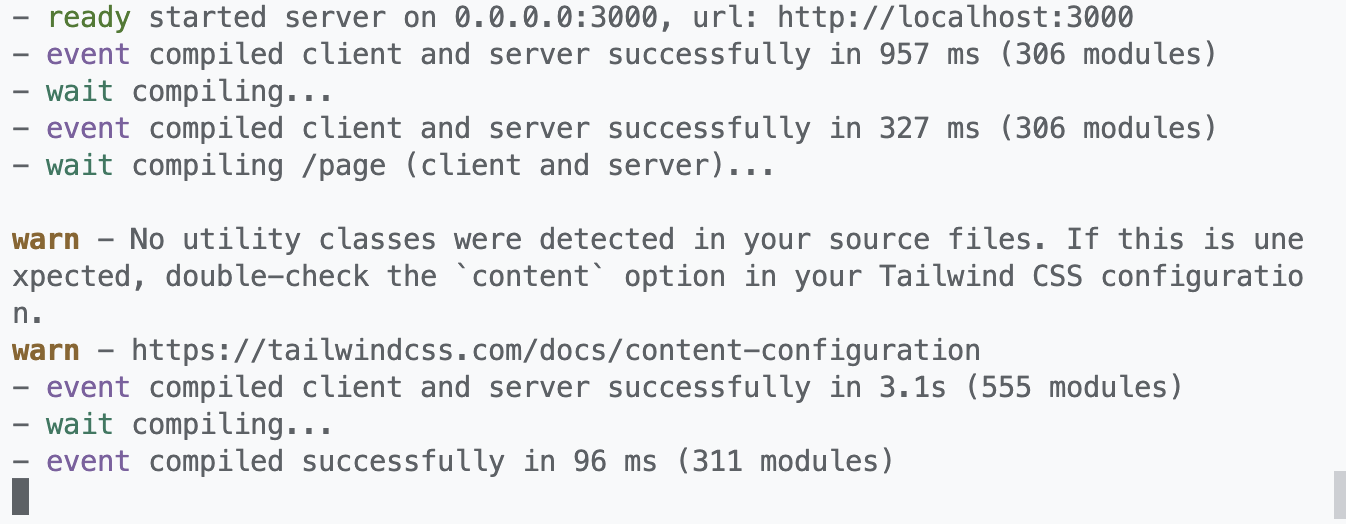 - ready started server on 0.0.0.0:3000, url: http://localhost:3000
- event compiled client and server successfully in 957 ms (306 modules)
- wait compiling...
- event compiled client and server successfully in 327 ms (306 modules)
- wait compiling /page (client and server)...
warn - No utility classes were detected in your source files. If this is une
xpected, double-check the `content` option in your Tailwind CSS configuratio
n.
warn - https://tailwindcss.com/docs/content-configuration
- event compiled client and server successfully in 3.1s (555 modules)
- wait compiling...
- event compiled successfully in 96 ms (311 modules)